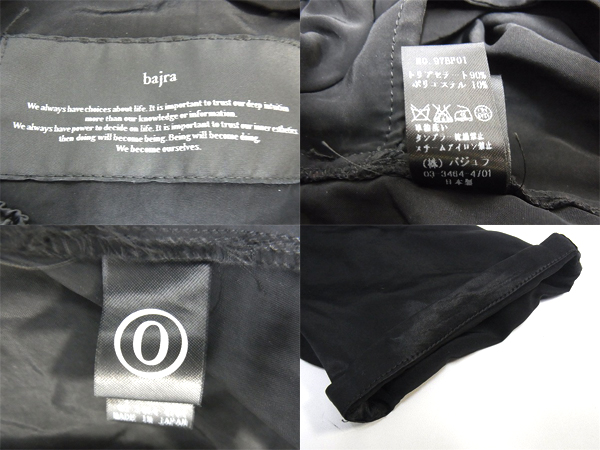 bajra
We always have choices about life. It is important to trust our deep intuition
more than our knowledge or information.
We always have power to decide on life. It is important to trust our inner esthetics
then doing will become being. Being will become doing.
We become ourselves.
NO. 97BP01
トリアセテート90%
ポリエステル 10%
単独洗い
タンブラー乾燥禁止
スチームアイロン禁止
(株) バジュラ
03-3464-4701
日本製
0
MADE IN JAPAN